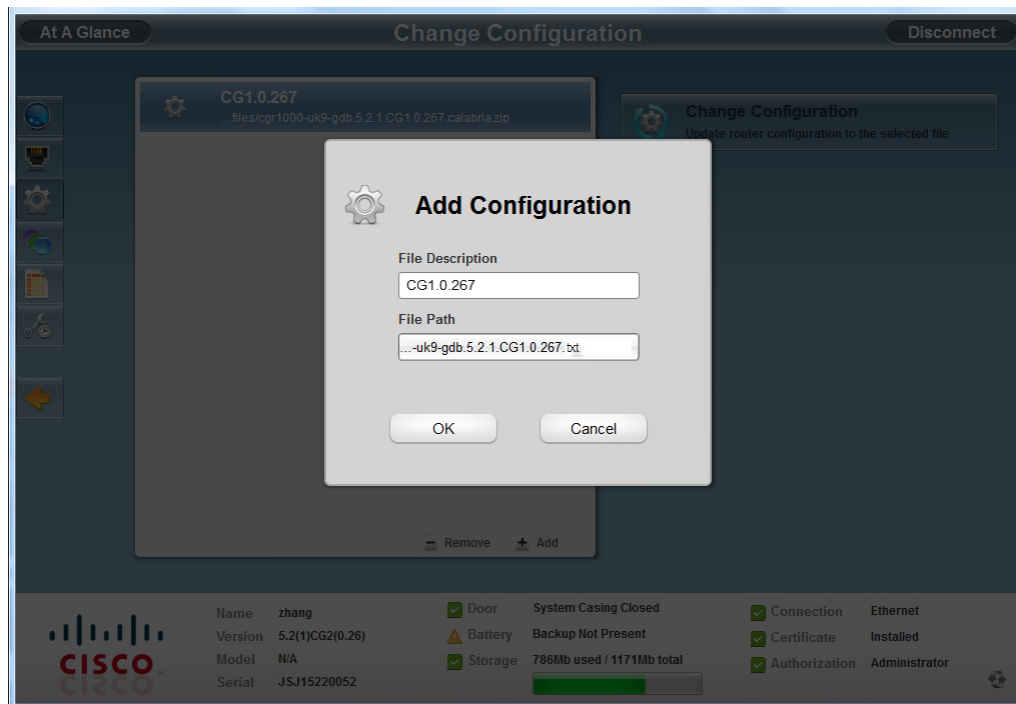 At A Glance
Change Configuration
Disconnect
CG1.0.267
...files/cgr1000-uk9-gdb.5.2.1.CG1.0.267.calabria.zip
Change Configuration
Update router configuration to the selected file
Add Configuration
File Description
CG1.0.267
File Path
...-uk9-gdb.5.2.1.CG1.0.267.txt
OK
Cancel
Remove
Add
CISCO
Name zhang
Version 5.2(1)CG2(0.26)
Model N/A
Serial JSJ15220052
Door System Casing Closed
Battery Backup Not Present
Storage 786Mb used / 1171Mb total
Connection Ethernet
Certificate Installed
Authorization Administrator